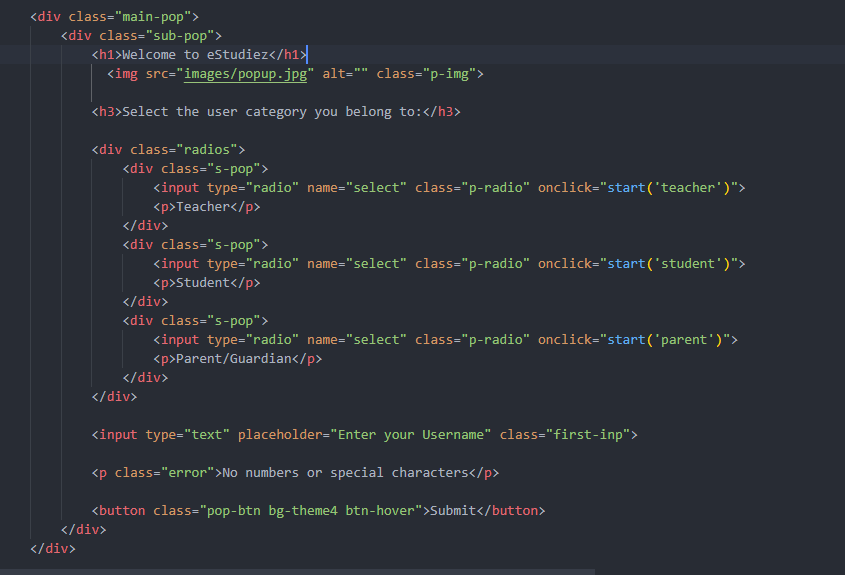 <div class="main-pop">
<div class="sub-pop">
<h1>Welcome to eStudiez</h1>
<img src="images/popup.jpg" alt="" class="p-img">
<h3>Select the user category you belong to:</h3>
<div class="radios">
<div class="s-pop">
<input type="radio" name="select" class="p-radio" onclick="start('teacher')">
<p>Teacher</p>
</div>
<div class="s-pop">
<input type="radio" name="select" class="p-radio" onclick="start('student')">
<p>Student</p>
</div>
<div class="s-pop">
<input type="radio" name="select" class="p-radio" onclick="start('parent')">
<p>Parent/Guardian</p>
</div>
</div>
<input type="text" placeholder="Enter your Username" class="first-inp">
<p class="error">No numbers or special characters</p>
<button class="pop-btn bg-theme4 btn-hover">Submit</button>
</div>
</div>